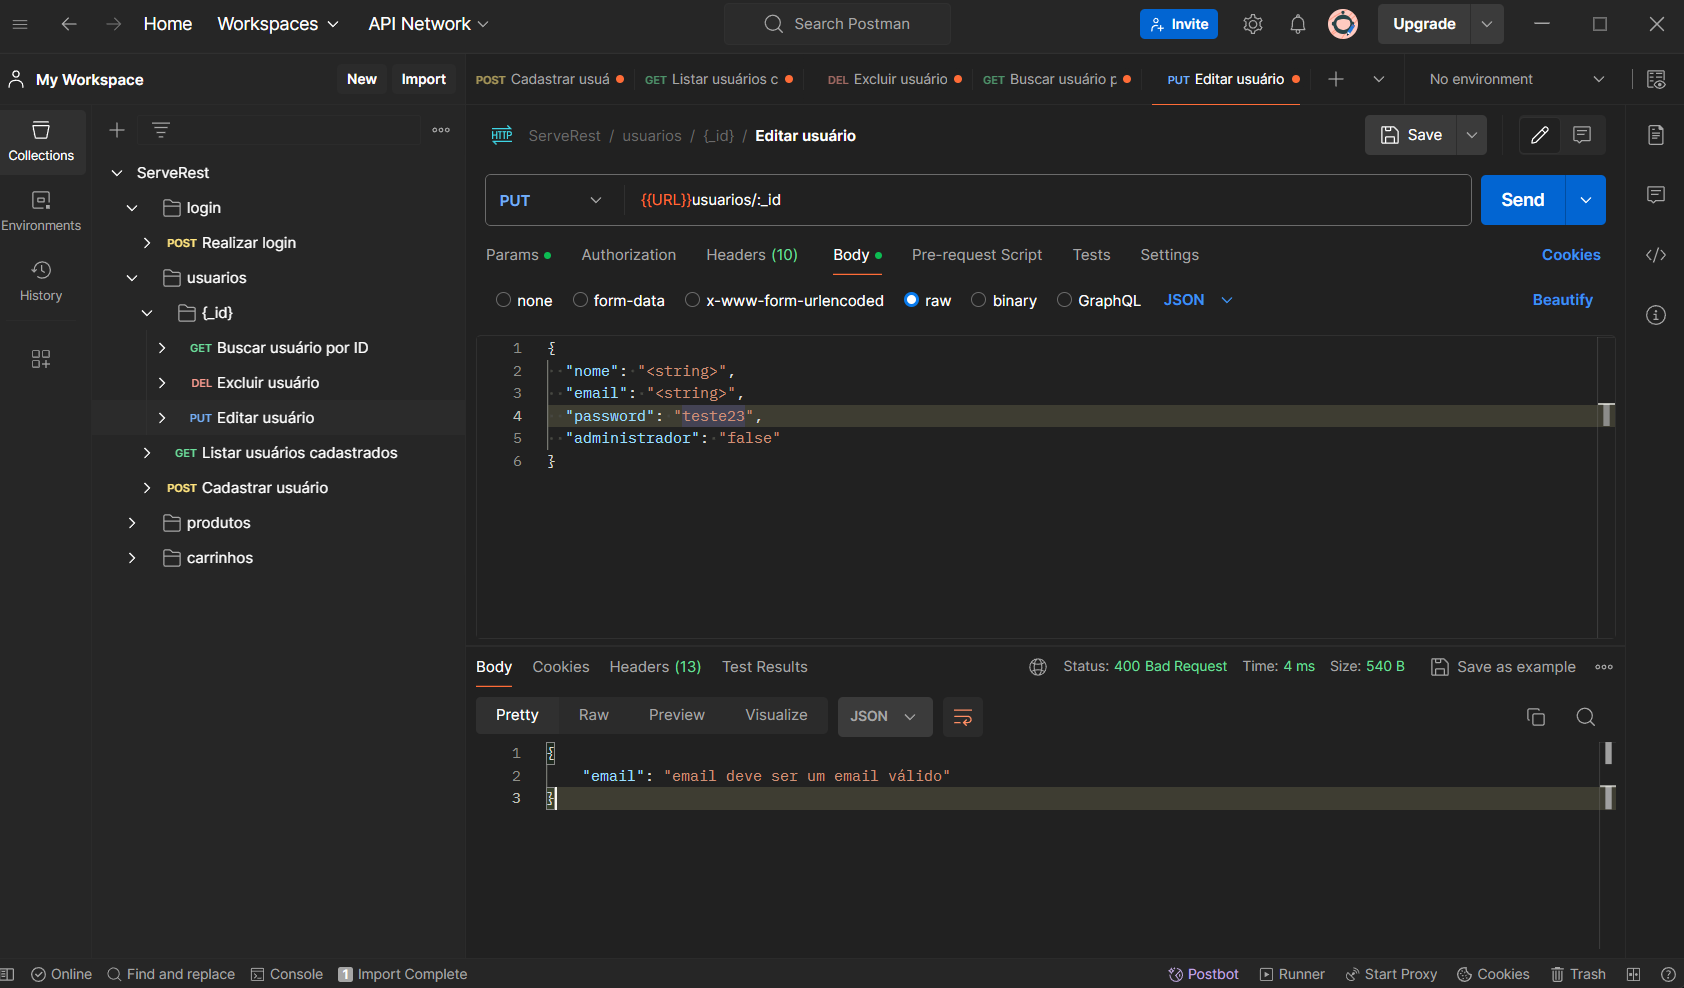 Home Workspaces API Network Search Postman Invite Upgrade
My Workspace New Import
POST Cadastrar usuá GET Listar usuários c DEL Excluir usuário GET Buscar usuário p PUT Editar usuário No environment
Collections
Environments
History
ServeRest
login
POST Realizar login
usuarios
{_id}
GET Buscar usuário por ID
DEL Excluir usuário
PUT Editar usuário
GET Listar usuários cadastrados
POST Cadastrar usuário
produtos
carrinhos
HTTP ServeRest / usuarios / {_id} / Editar usuário Save
PUT {{URL}}usuarios/:_id Send
Params Authorization Headers (10) Body Pre-request Script Tests Settings Cookies
none form-data x-www-form-urlencoded raw binary GraphQL JSON Beautify
1 {
2 "nome": "<string>",
3 "email": "<string>",
4 "password": "teste23",
5 "administrador": "false"
6 }
Body Cookies Headers (13) Test Results Status: 400 Bad Request Time: 4 ms Size: 540 B Save as example
Pretty Raw Preview Visualize JSON
1 {
2 "email": "email deve ser um email válido"
3 }
Online Find and replace Console 1 Import Complete Postbot Runner Start Proxy Cookies Trash